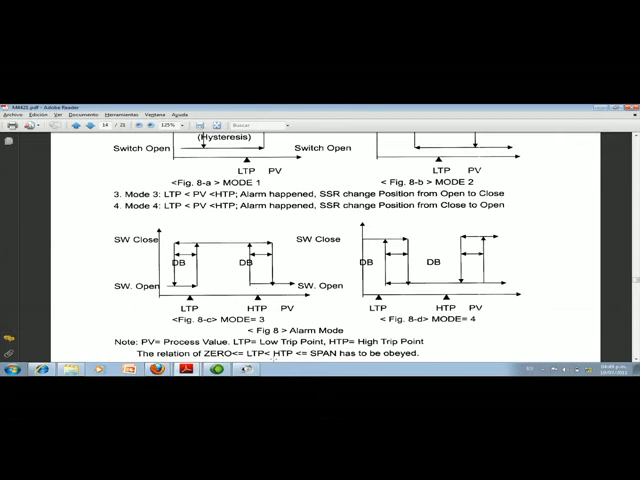 M4421.pdf - Adobe Reader
Archivo Edición Ver Documento Herramientas Ventana Ayuda
14 / 21 125% Buscar
(Hysteresis)
Switch Open Switch Open
LTP PV LTP PV
<Fig. 8-a > MODE 1 <Fig. 8-b > MODE 2
3. Mode 3: LTP < PV <HTP; Alarm happened, SSR change Position from Open to Close
4. Mode 4: LTP < PV <HTP; Alarm happened, SSR change Position from Close to Open
SW Close SW Close
DB DB DB DB
SW. Open SW. Open
LTP HTP PV LTP HTP PV
<Fig. 8-c> MODE= 3 <Fig. 8-d> MODE= 4
< Fig 8 > Alarm Mode
Note: PV= Process Value. LTP= Low Trip Point, HTP= High Trip Point
The relation of ZERO<= LTP< HTP <= SPAN has to be obeyed.